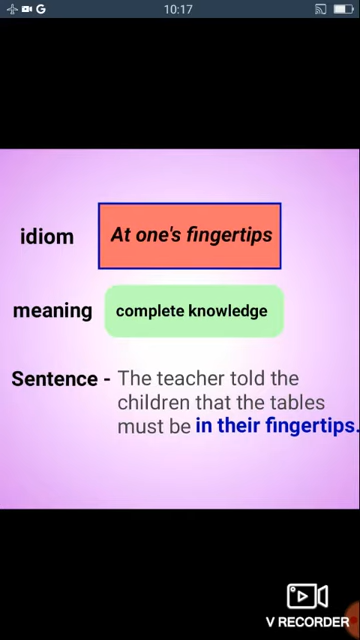 10:17
idiom At one's fingertips
meaning complete knowledge
Sentence - The teacher told the
children that the tables
must be in their fingertips.
V RECORDER